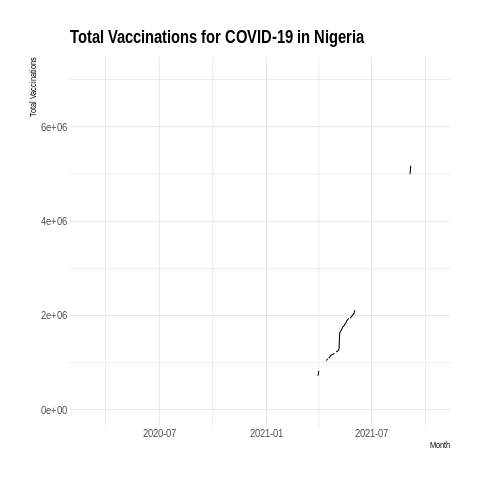 Total Vaccinations for COVID-19 in Nigeria
Total Vaccinations
6e+06
4e+06
2e+06
0e+00
2020-07 2021-01 2021-07
Month